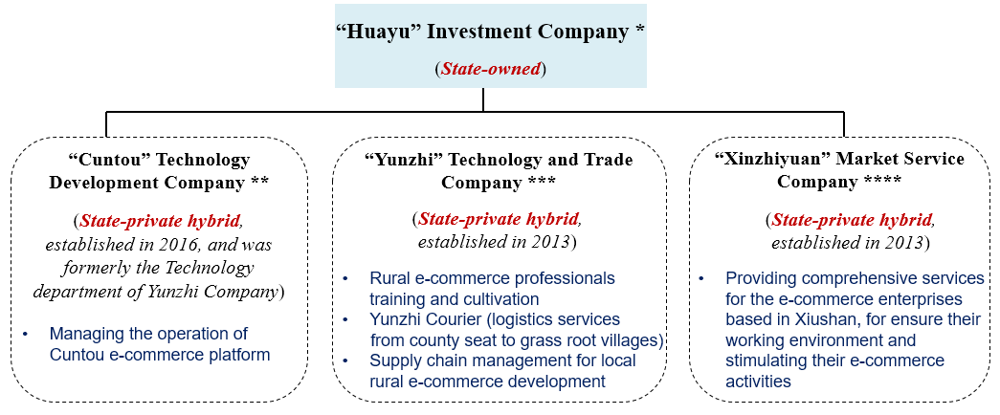 “Huayu” Investment Company *
(State-owned)
“Cuntou” Technology
Development Company **
(State-private hybrid,
established in 2016, and was
formerly the Technology
department of Yunzhi Company)
• Managing the operation of
Cuntou e-commerce platform
“Yunzhi” Technology and Trade
Company ***
(State-private hybrid,
established in 2013)
• Rural e-commerce professionals
training and cultivation
• Yunzhi Courier (logistics services
from county seat to grass root villages)
• Supply chain management for local
rural e-commerce development
“Xinzhiyuan” Market Service
Company ****
(State-private hybrid,
established in 2013)
• Providing comprehensive services
for the e-commerce enterprises
based in Xiushan, for ensure their
working environment and
stimulating their e-commerce
activities